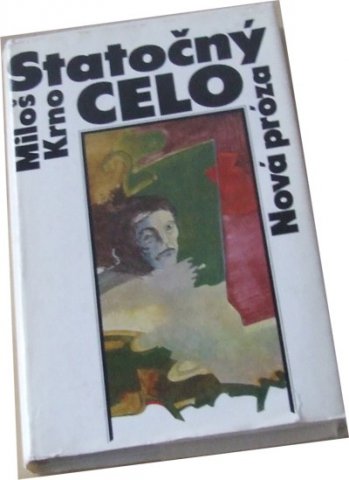 Statočný
CELO
Miloš
Krno
Nová próza